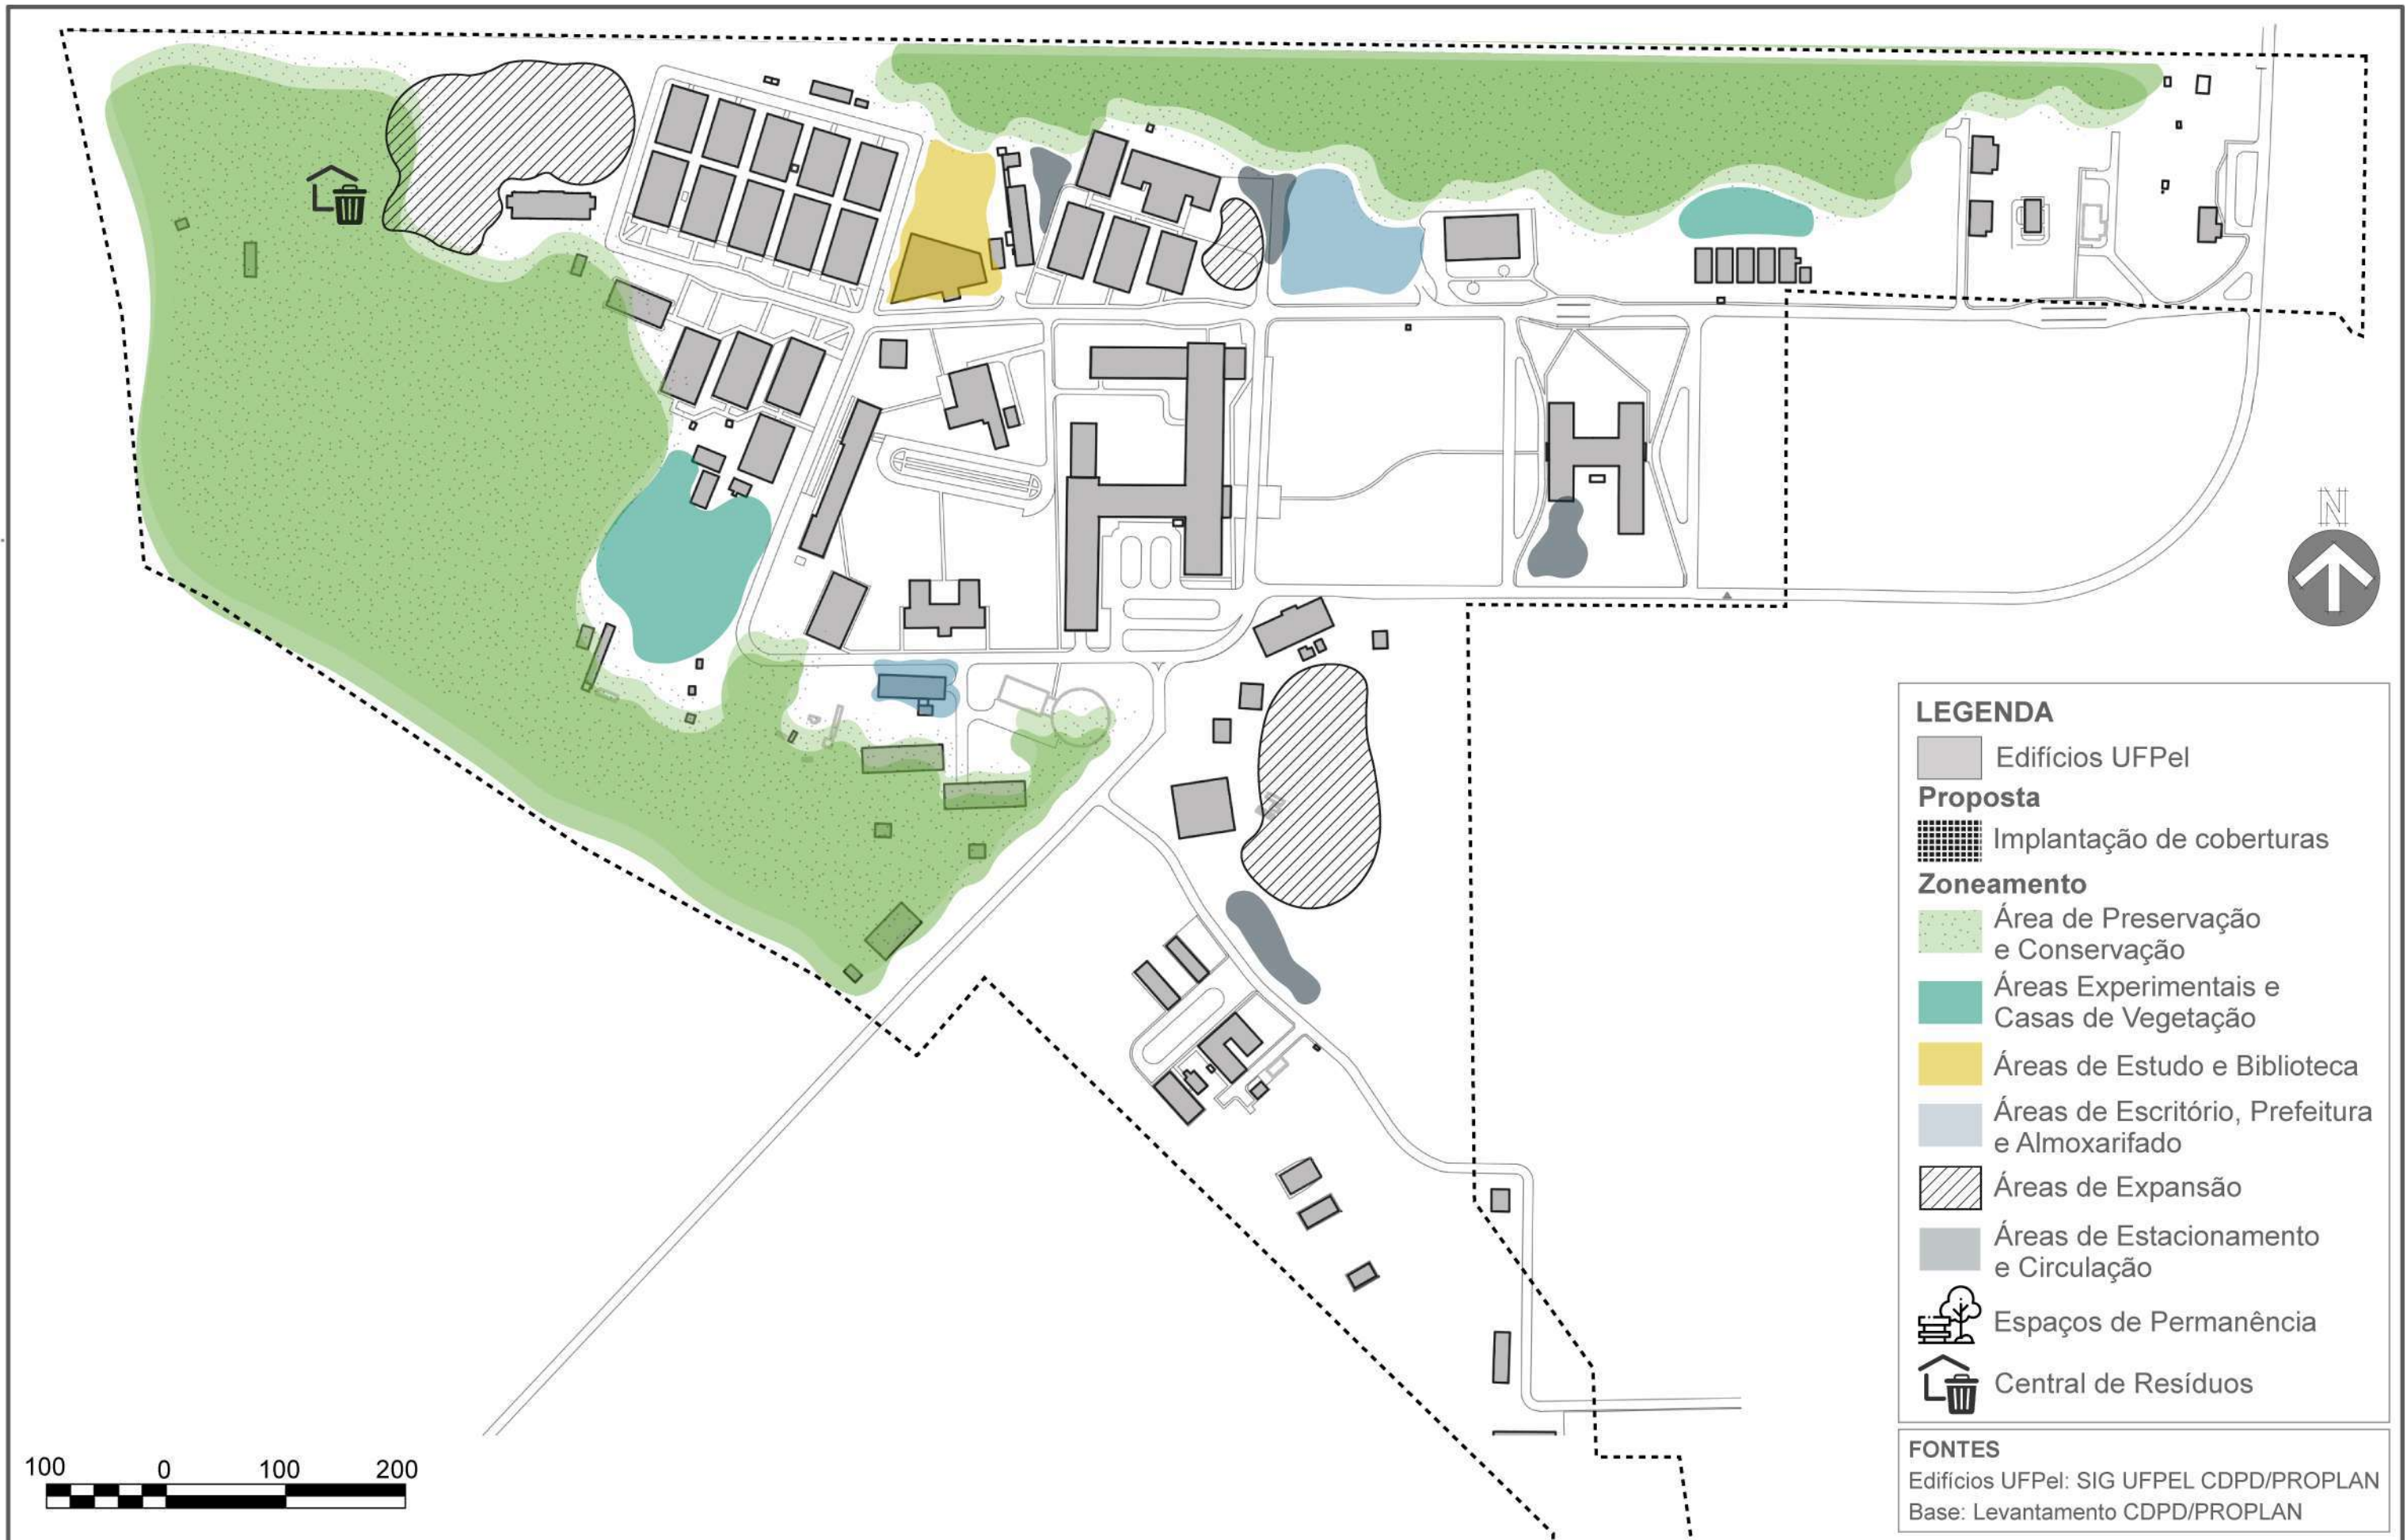 N
LEGENDA
Edifícios UFPel
Proposta
Implantação de coberturas
Zoneamento
Área de Preservação
e Conservação
Áreas Experimentais e
Casas de Vegetação
Áreas de Estudo e Biblioteca
Áreas de Escritório, Prefeitura
e Almoxarifado
Áreas de Expansão
Áreas de Estacionamento
e Circulação
Espaços de Permanência
Central de Resíduos
FONTES
Edifícios UFPel: SIG UFPEL CDPD/PROPLAN
Base: Levantamento CDPD/PROPLAN
100 0 100 200